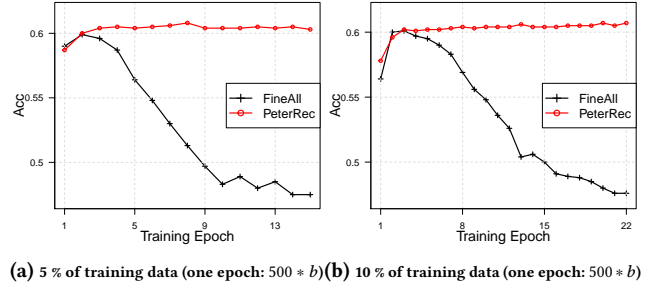 Acc
0.6
0.55
0.5
FineAll
PeterRec
1 5 9 13
Training Epoch
Acc
0.6
0.55
0.5
FineAll
PeterRec
1 8 15 22
Training Epoch
(a) 5 % of training data (one epoch: 500 ∗ b)
(b) 10 % of training data (one epoch: 500 ∗ b)